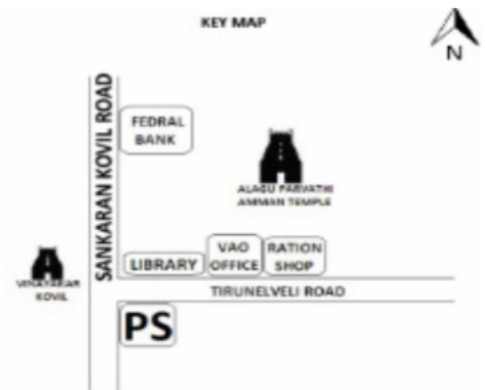 KEY MAP
N
SANKARAN KOVIL ROAD
FEDRAL
BANK
ALAGU PARVATHI
AMMAN TEMPLE
LIBRARY
VAO
OFFICE
RATION
SHOP
VINAYAKAR
KOVIL
TIRUNELVELI ROAD
PS